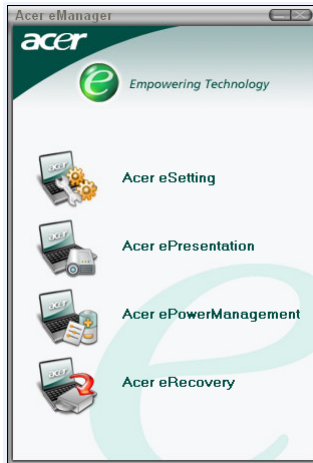 Acer eManager
acer
e Empowering Technology
Acer eSetting
Acer ePresentation
Acer ePowerManagement
Acer eRecovery